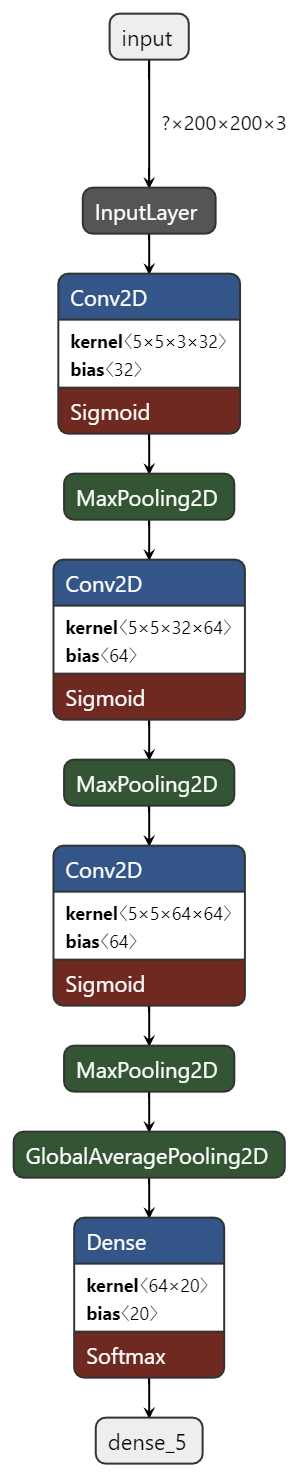 input
?×200×200×3
InputLayer
Conv2D
kernel〈5×5×3×32〉
bias〈32〉
Sigmoid
MaxPooling2D
Conv2D
kernel〈5×5×32×64〉
bias〈64〉
Sigmoid
MaxPooling2D
Conv2D
kernel〈5×5×64×64〉
bias〈64〉
Sigmoid
MaxPooling2D
GlobalAveragePooling2D
Dense
kernel〈64×20〉
bias〈20〉
Softmax
dense_5